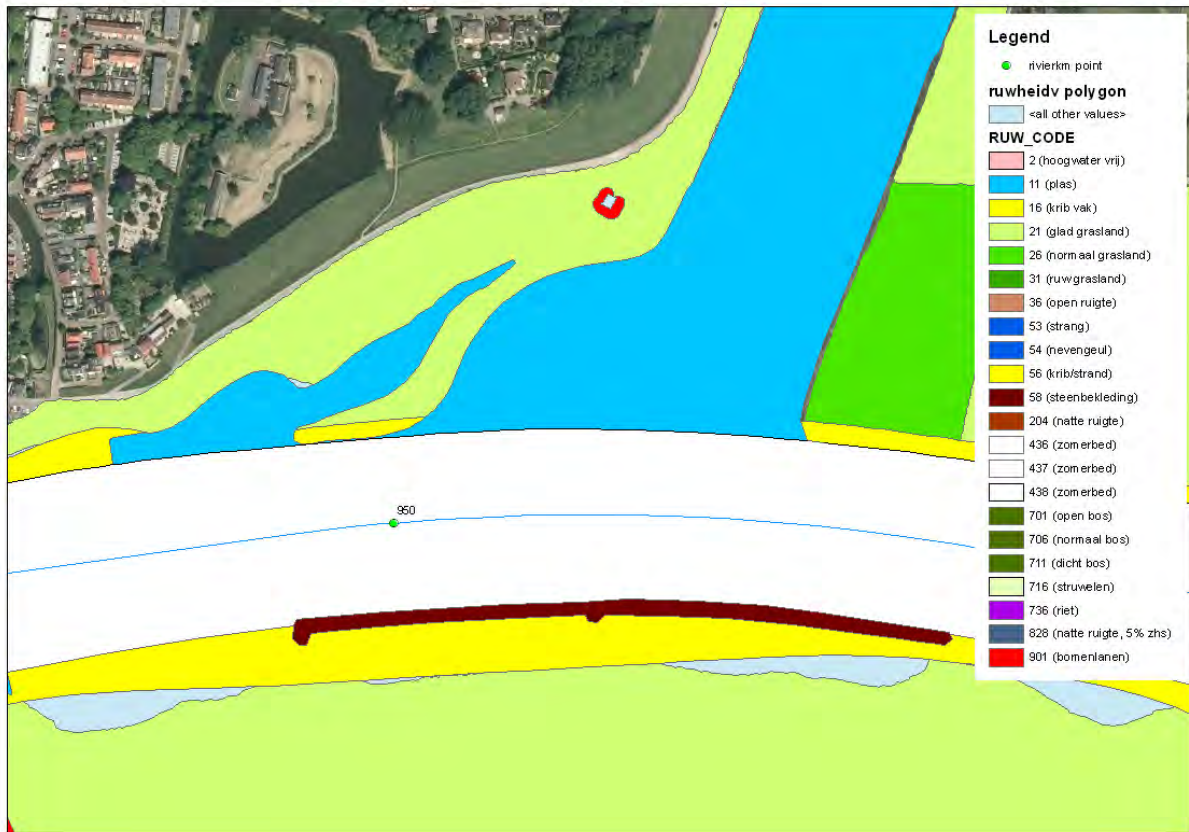 Legend
rivierkm point
ruwheidv polygon
<all other values>
RUW_CODE
2 (hoogwater vrij)
11 (plas)
16 (krib vak)
21 (glad grasland)
26 (normaal grasland)
31 (ruw grasland)
36 (open ruigte)
53 (strang)
54 (nevengeul)
56 (krib/strand)
58 (steenbekleding)
204 (natte ruigte)
436 (zomerbed)
437 (zomerbed)
438 (zomerbed)
701 (open bos)
706 (normaal bos)
711 (dicht bos)
716 (struwelen)
736 (riet)
828 (natte ruigte, 5% zhs)
901 (bomenlanen)
950